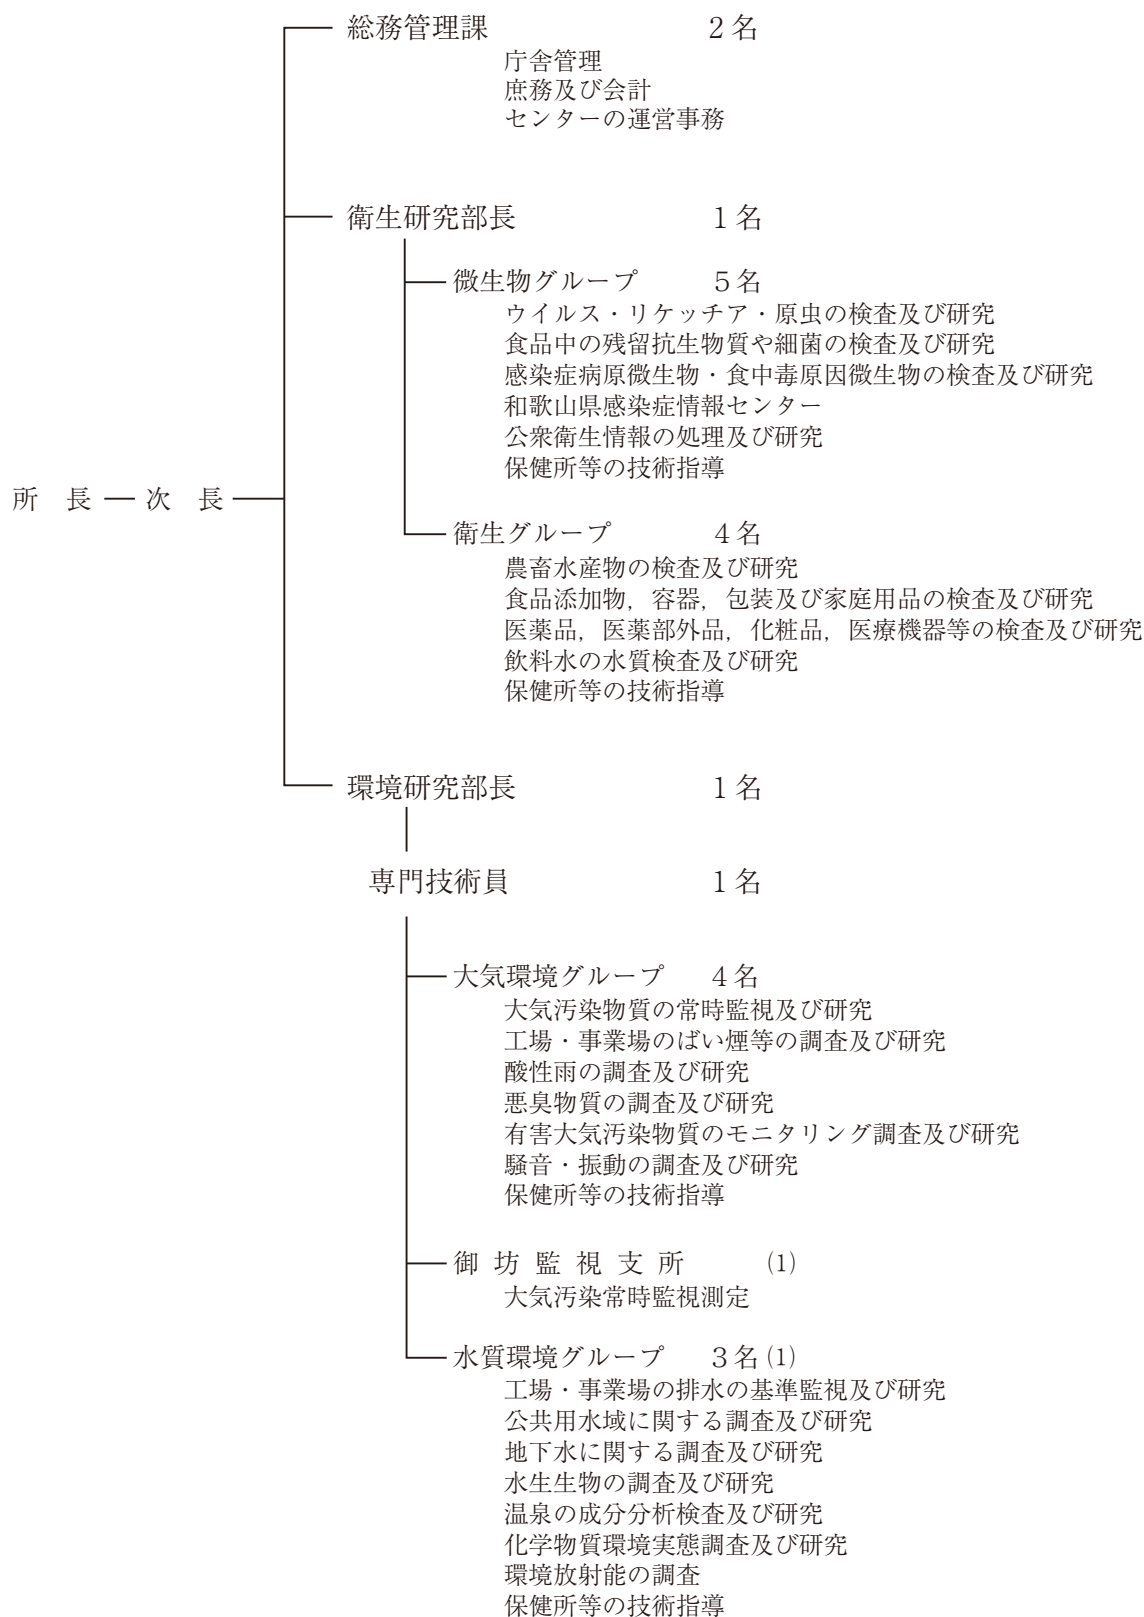 総務管理課 2名
庁舎管理
庶務及び会計
センターの運営事務
衛生研究部長 1名
微生物グループ 5名
ウイルス・リケッチア・原虫の検査及び研究
食品中の残留抗生物質や細菌の検査及び研究
感染症病原微生物・食中毒原因微生物の検査及び研究
和歌山県感染症情報センター
公衆衛生情報の処理及び研究
保健所等の技術指導
所 長 次 長
衛生グループ 4名
農畜水産物の検査及び研究
食品添加物，容器，包装及び家庭用品の検査及び研究
医薬品，医薬部外品，化粧品，医療機器等の検査及び研究
飲料水の水質検査及び研究
保健所等の技術指導
環境研究部長 1名
専門技術員 1名
大気環境グループ 4名
大気汚染物質の常時監視及び研究
工場・事業場のばい煙等の調査及び研究
酸性雨の調査及び研究
悪臭物質の調査及び研究
有害大気汚染物質のモニタリング調査及び研究
騒音・振動の調査及び研究
保健所等の技術指導
御 坊 監 視 支 所 (1)
大気汚染常時監視測定
水質環境グループ 3名(1)
工場・事業場の排水の基準監視及び研究
公共用水域に関する調査及び研究
地下水に関する調査及び研究
水生生物の調査及び研究
温泉の成分分析検査及び研究
化学物質環境実態調査及び研究
環境放射能の調査
保健所等の技術指導